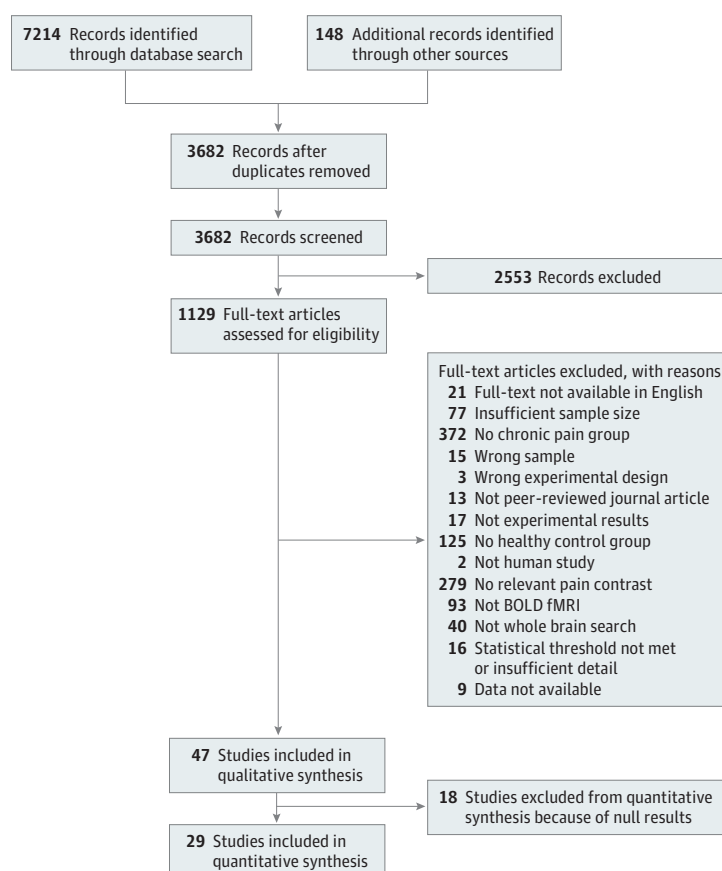 7214 Records identified
through database search
148 Additional records identified
through other sources
3682 Records after
duplicates removed
3682 Records screened
2553 Records excluded
1129 Full-text articles
assessed for eligibility
Full-text articles excluded, with reasons
21 Full-text not available in English
77 Insufficient sample size
372 No chronic pain group
15 Wrong sample
3 Wrong experimental design
13 Not peer-reviewed journal article
17 Not experimental results
125 No healthy control group
2 Not human study
279 No relevant pain contrast
93 Not BOLD fMRI
40 Not whole brain search
16 Statistical threshold not met
or insufficient detail
9 Data not available
47 Studies included in
qualitative synthesis
18 Studies excluded from quantitative
synthesis because of null results
29 Studies included in
quantitative synthesis